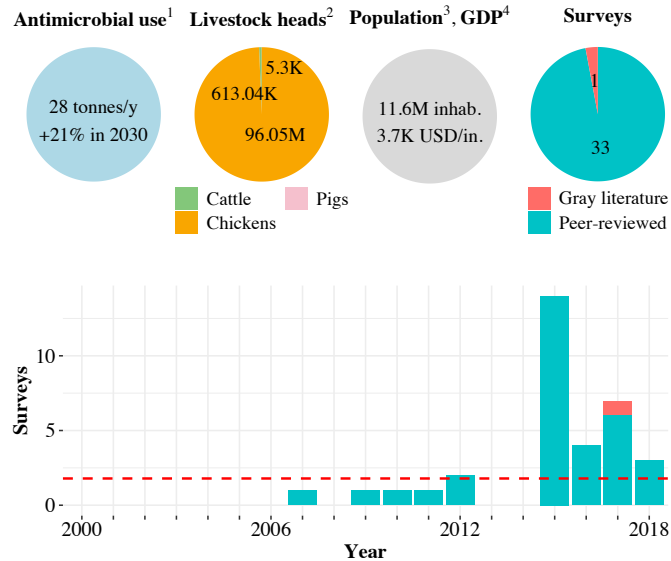 Antimicrobial use1 Livestock heads2 Population3, GDP4 Surveys
28 tonnes/y
+21% in 2030
5.3K
613.04K
96.05M
11.6M inhab.
3.7K USD/in.
1
33
Cattle Pigs
Chickens
Gray literature
Peer-reviewed
Surveys
10
5
0
2000 2006 2012 2018
Year